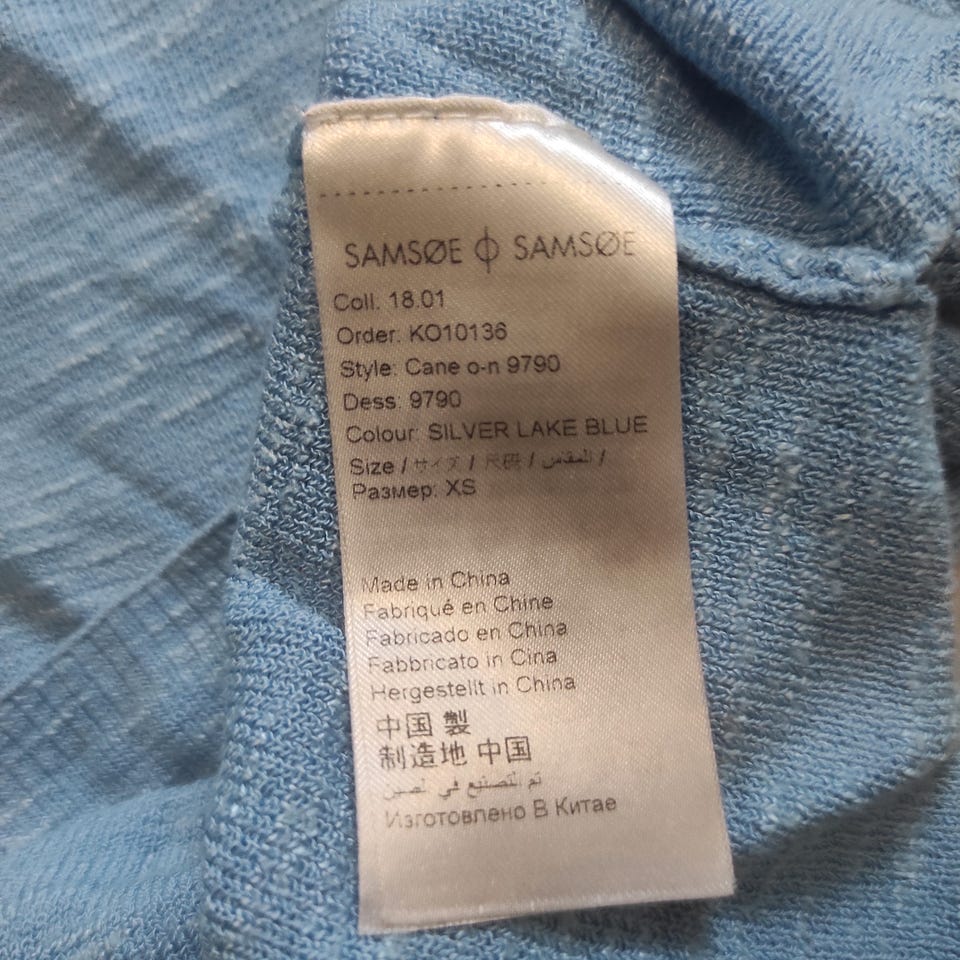 SAMSØE ϕ SAMSØE
Coll. 18.01
Order: KO10136
Style: Cane o-n 9790
Dess: 9790
Colour: SILVER LAKE BLUE
Size / サイズ / 尺码 / المقاس /
Размер: XS
Made in China
Fabriqué en Chine
Fabricado en China
Fabbricato in Cina
Hergestellt in China
中国 製
制造地 中国
تم التصنيع في لصين
Изготовлено В Китае